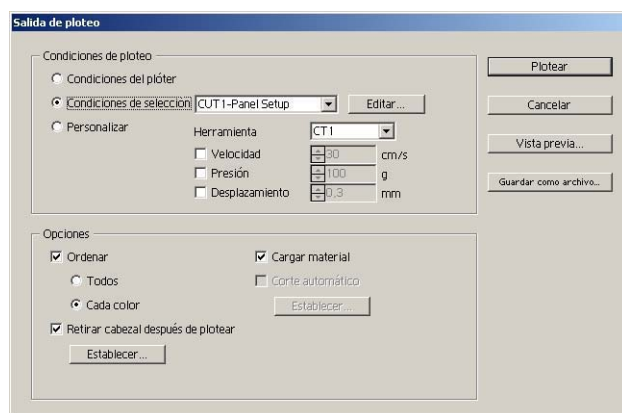 Salida de ploteo
Condiciones de ploteo
Condiciones del plóter
Condiciones de selección CUT1-Panel Setup Editar...
Personalizar
Herramienta CT1
Velocidad 30 cm/s
Presión 100 g
Desplazamiento 0,3 mm
Plotear
Cancelar
Vista previa...
Guardar como archivo...
Opciones
Ordenar
Todos
Cada color
Retirar cabezal después de plotear
Establecer...
Cargar material
Corte automático
Establecer...